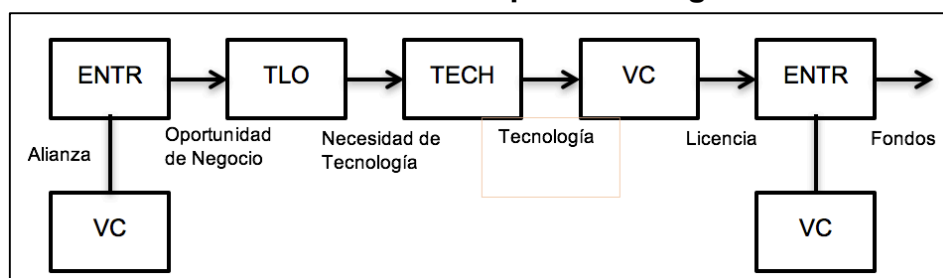 ENTR
TLO
TECH
VC
ENTR
Alianza
Oportunidad
de Negocio
Necesidad de
Tecnología
Tecnología
Licencia
Fondos
VC
VC